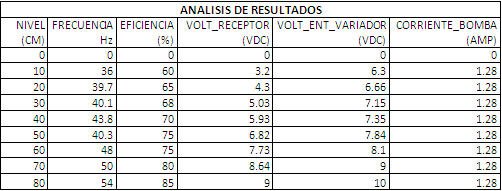 ANALISIS DE RESULTADOS
NIVEL (CM) FRECUENCIA Hz EFICIENCIA (%) VOLT_RECEPTOR (VDC) VOLT_ENT_VARIADOR (VDC) CORRIENTE_BOMBA (AMP)
0 0 0 0 0 0
10 36 60 3.2 6.3 1.28
20 39.7 65 4.3 6.66 1.28
30 40.1 68 5.03 7.15 1.28
40 43.8 70 5.93 7.35 1.28
50 40.3 75 6.82 7.84 1.28
60 48 75 7.73 8.1 1.28
70 50 80 8.64 9 1.28
80 54 85 9 10 1.28